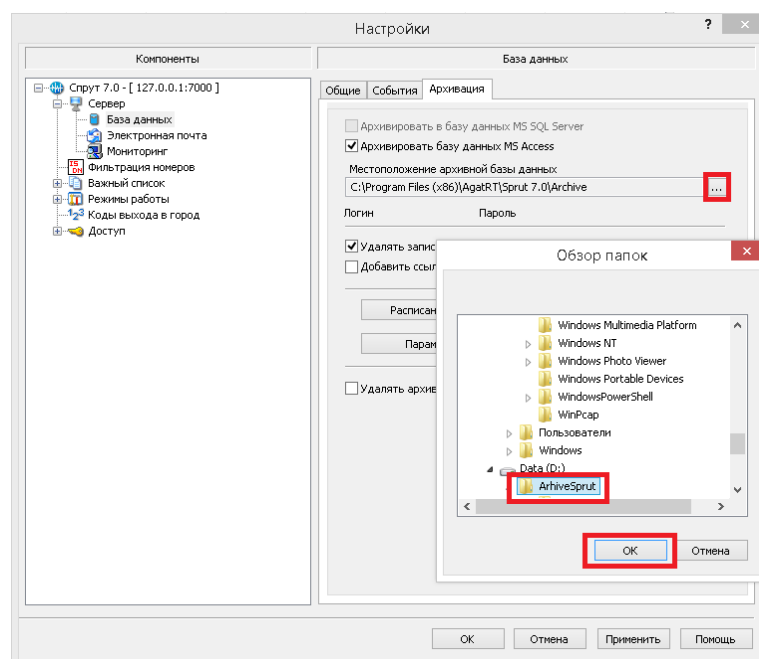 Настройки
?
Компоненты
База данных
Спрут 7.0 - [ 127.0.0.1:7000 ]
Сервер
База данных
Электронная почта
Мониторинг
Фильтрация номеров
Важный список
Режимы работы
Коды выхода в город
Доступ
Общие События Архивация
Архивировать в базу данных MS SQL Server
Архивировать базу данных MS Access
Местоположение архивной базы данных
C:\Program Files (x86)\AgatRT\Sprut 7.0\Archive
...
Логин Пароль
Удалять запис
Добавить ссыл
Расписан
Парам
Удалять архив
Обзор папок
Windows Multimedia Platform
Windows NT
Windows Photo Viewer
Windows Portable Devices
WindowsPowerShell
WinPcap
Пользователи
Windows
Data (D:)
ArhiveSprut
OK Отмена
OK Отмена Применить Помощь